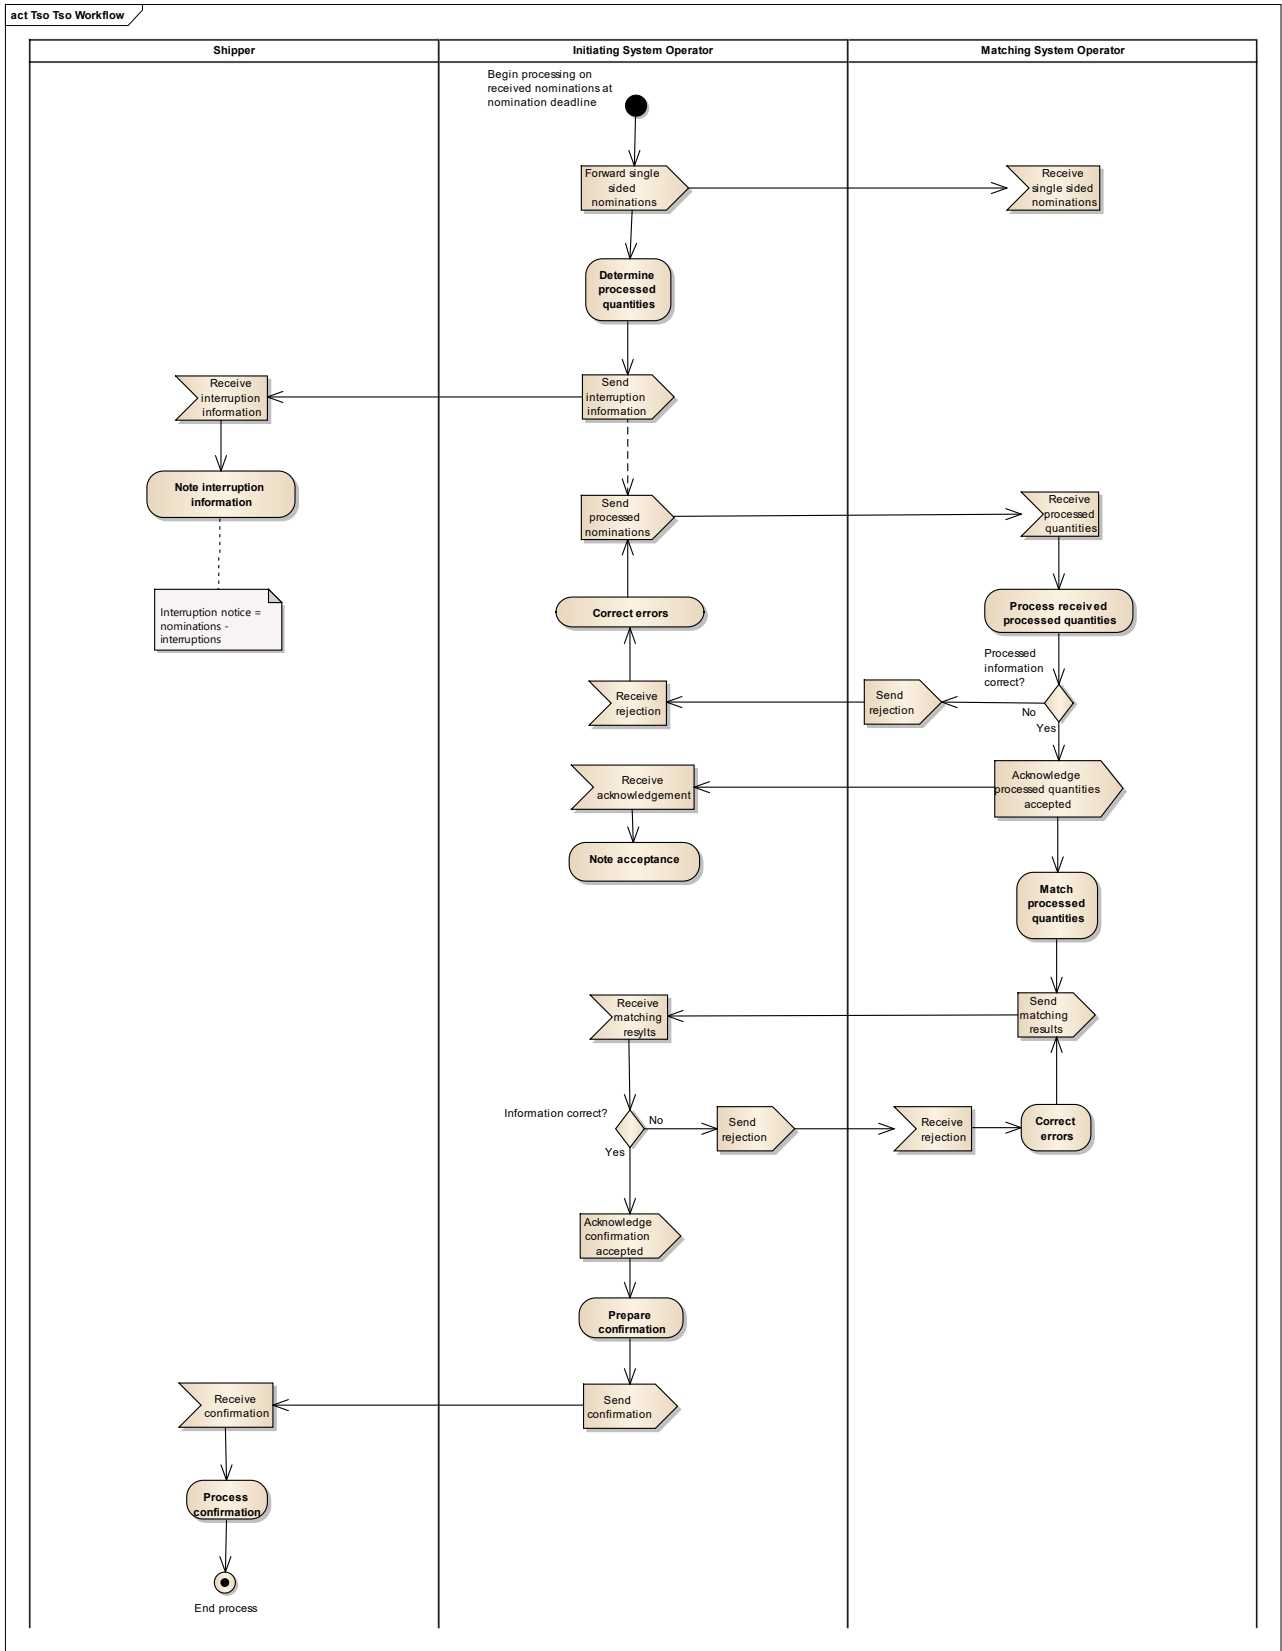 act Tso Tso Workflow
Shipper
Initiating System Operator
Matching System Operator
Begin processing on
received nominations at
nomination deadline
Forward single
sided
nominations
Receive
single sided
nominations
Determine
processed
quantities
Receive
interruption
information
Send
interruption
information
Note interruption
information
Send
processed
nominations
Receive
processed
quantities
Interruption notice =
nominations -
interruptions
Correct errors
Process received
processed quantities
Processed
information
correct?
Receive
rejection
Send
rejection
No
Yes
Receive
acknowledgement
Acknowledge
processed quantities
accepted
Note acceptance
Match
processed
quantities
Receive
matching
resylts
Send
matching
results
Information correct?
No
Yes
Send
rejection
Receive
rejection
Correct
errors
Acknowledge
confirmation
accepted
Prepare
confirmation
Receive
confirmation
Send
confirmation
Process
confirmation
End process